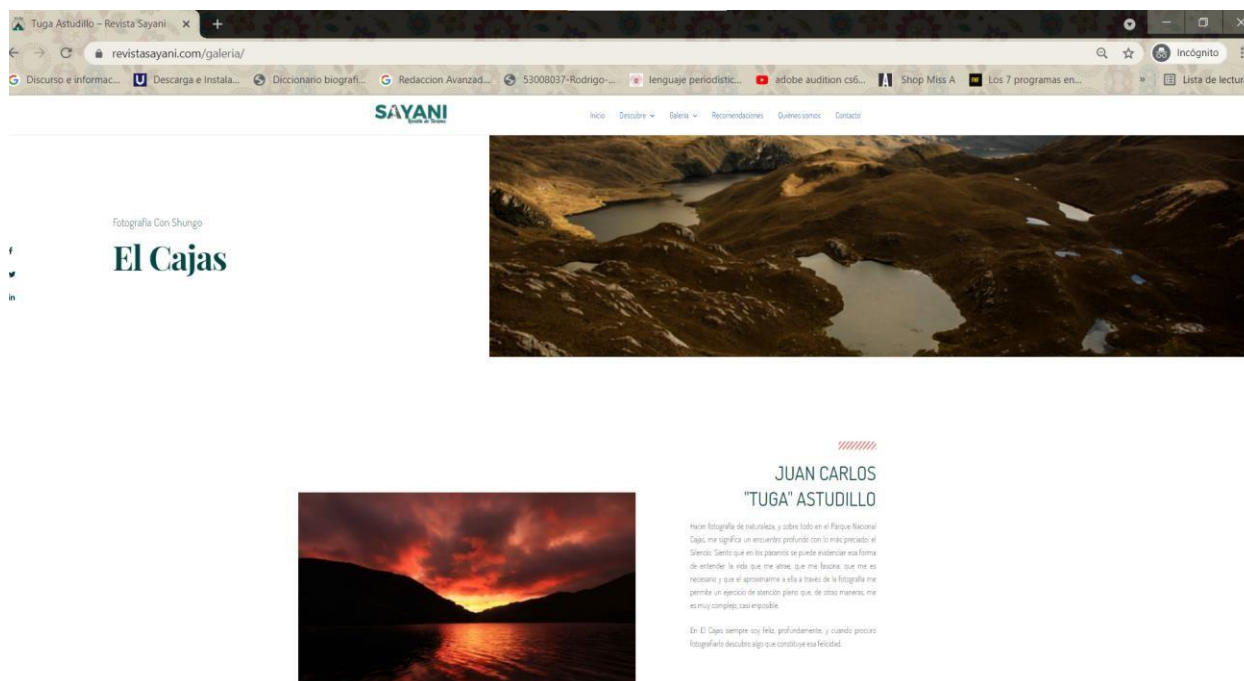 Tuga Astudillo – Revista Sayani
revistasayani.com/galeria/
Incógnito
Discurso e informac...
Descarga e Instala...
Diccionario biografi...
Redaccion Avanzad...
53008037-Rodrigo-...
lenguaje periodistic...
adobe audition cs6...
Shop Miss A
Los 7 programas en...
»
Lista de lectur
SAYANI
Revista de Turismo
Inicio
Descubre
Galeria
Recomendaciones
Quiénes somos
Contacto
Fotografía Con Shungo
El Cajas
JUAN CARLOS
"TUGA" ASTUDILLO
Hacer fotografía de naturaleza, y sobre todo en el Parque Nacional
Cajas, me significa un encuentro profundo con lo más preciado: el
Silencio. Siento que en los páramos se puede evidenciar esa forma
de entender la vida que me atrae, que me fascina, que me es
necesario y que el aproximarme a ella a través de la fotografía me
permite un ejercicio de atención pleno que, de otras maneras, me
es muy complejo, casi imposible.
En El Cajas siempre soy feliz, profundamente, y cuando procuro
fotografiarlo descubro algo que constituye esa felicidad.